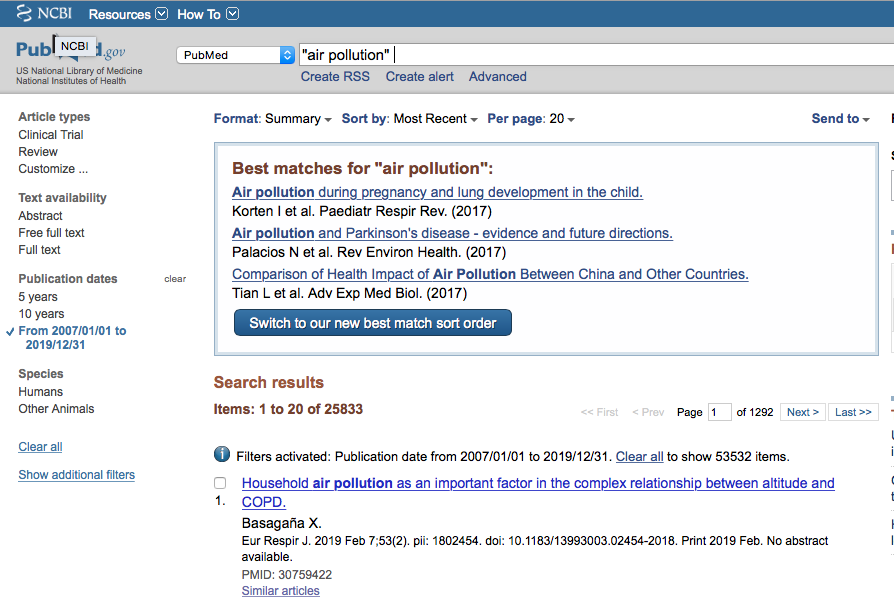 NCBI Resources How To
NCBI
PubMed.gov
US National Library of Medicine
National Institutes of Health
PubMed
"air pollution"
Create RSS Create alert Advanced
Article types
Clinical Trial
Review
Customize ...
Text availability
Abstract
Free full text
Full text
Publication dates clear
5 years
10 years
From 2007/01/01 to
2019/12/31
Species
Humans
Other Animals
Clear all
Show additional filters
Format: Summary Sort by: Most Recent Per page: 20 Send to
Best matches for "air pollution":
Air pollution during pregnancy and lung development in the child.
Korten I et al. Paediatr Respir Rev. (2017)
Air pollution and Parkinson's disease - evidence and future directions.
Palacios N et al. Rev Environ Health. (2017)
Comparison of Health Impact of Air Pollution Between China and Other Countries.
Tian L et al. Adv Exp Med Biol. (2017)
Switch to our new best match sort order
Search results
Items: 1 to 20 of 25833
<< First < Prev Page 1 of 1292 Next > Last >>
Filters activated: Publication date from 2007/01/01 to 2019/12/31. Clear all to show 53532 items.
Household air pollution as an important factor in the complex relationship between altitude and
1. COPD.
Basagaña X.
Eur Respir J. 2019 Feb 7;53(2). pii: 1802454. doi: 10.1183/13993003.02454-2018. Print 2019 Feb. No abstract
available.
PMID: 30759422
Similar articles